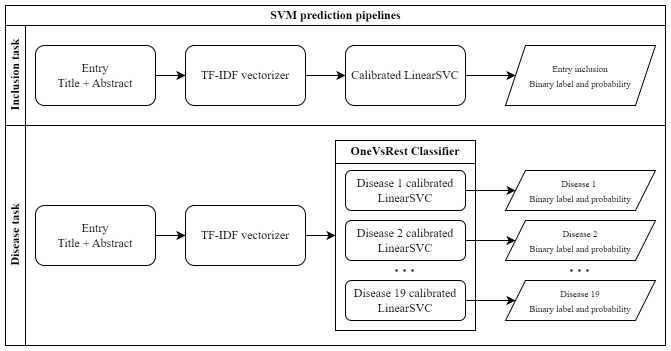 SVM prediction pipelines
Inclusion task
Entry
Title + Abstract
TF-IDF vectorizer
Calibrated LinearSVC
Entry inclusion
Binary label and probability
Disease task
Entry
Title + Abstract
TF-IDF vectorizer
OneVsRest Classifier
Disease 1 calibrated
LinearSVC
Disease 1
Binary label and probability
Disease 2 calibrated
LinearSVC
Disease 2
Binary label and probability
...
...
Disease 19 calibrated
LinearSVC
Disease 19
Binary label and probability